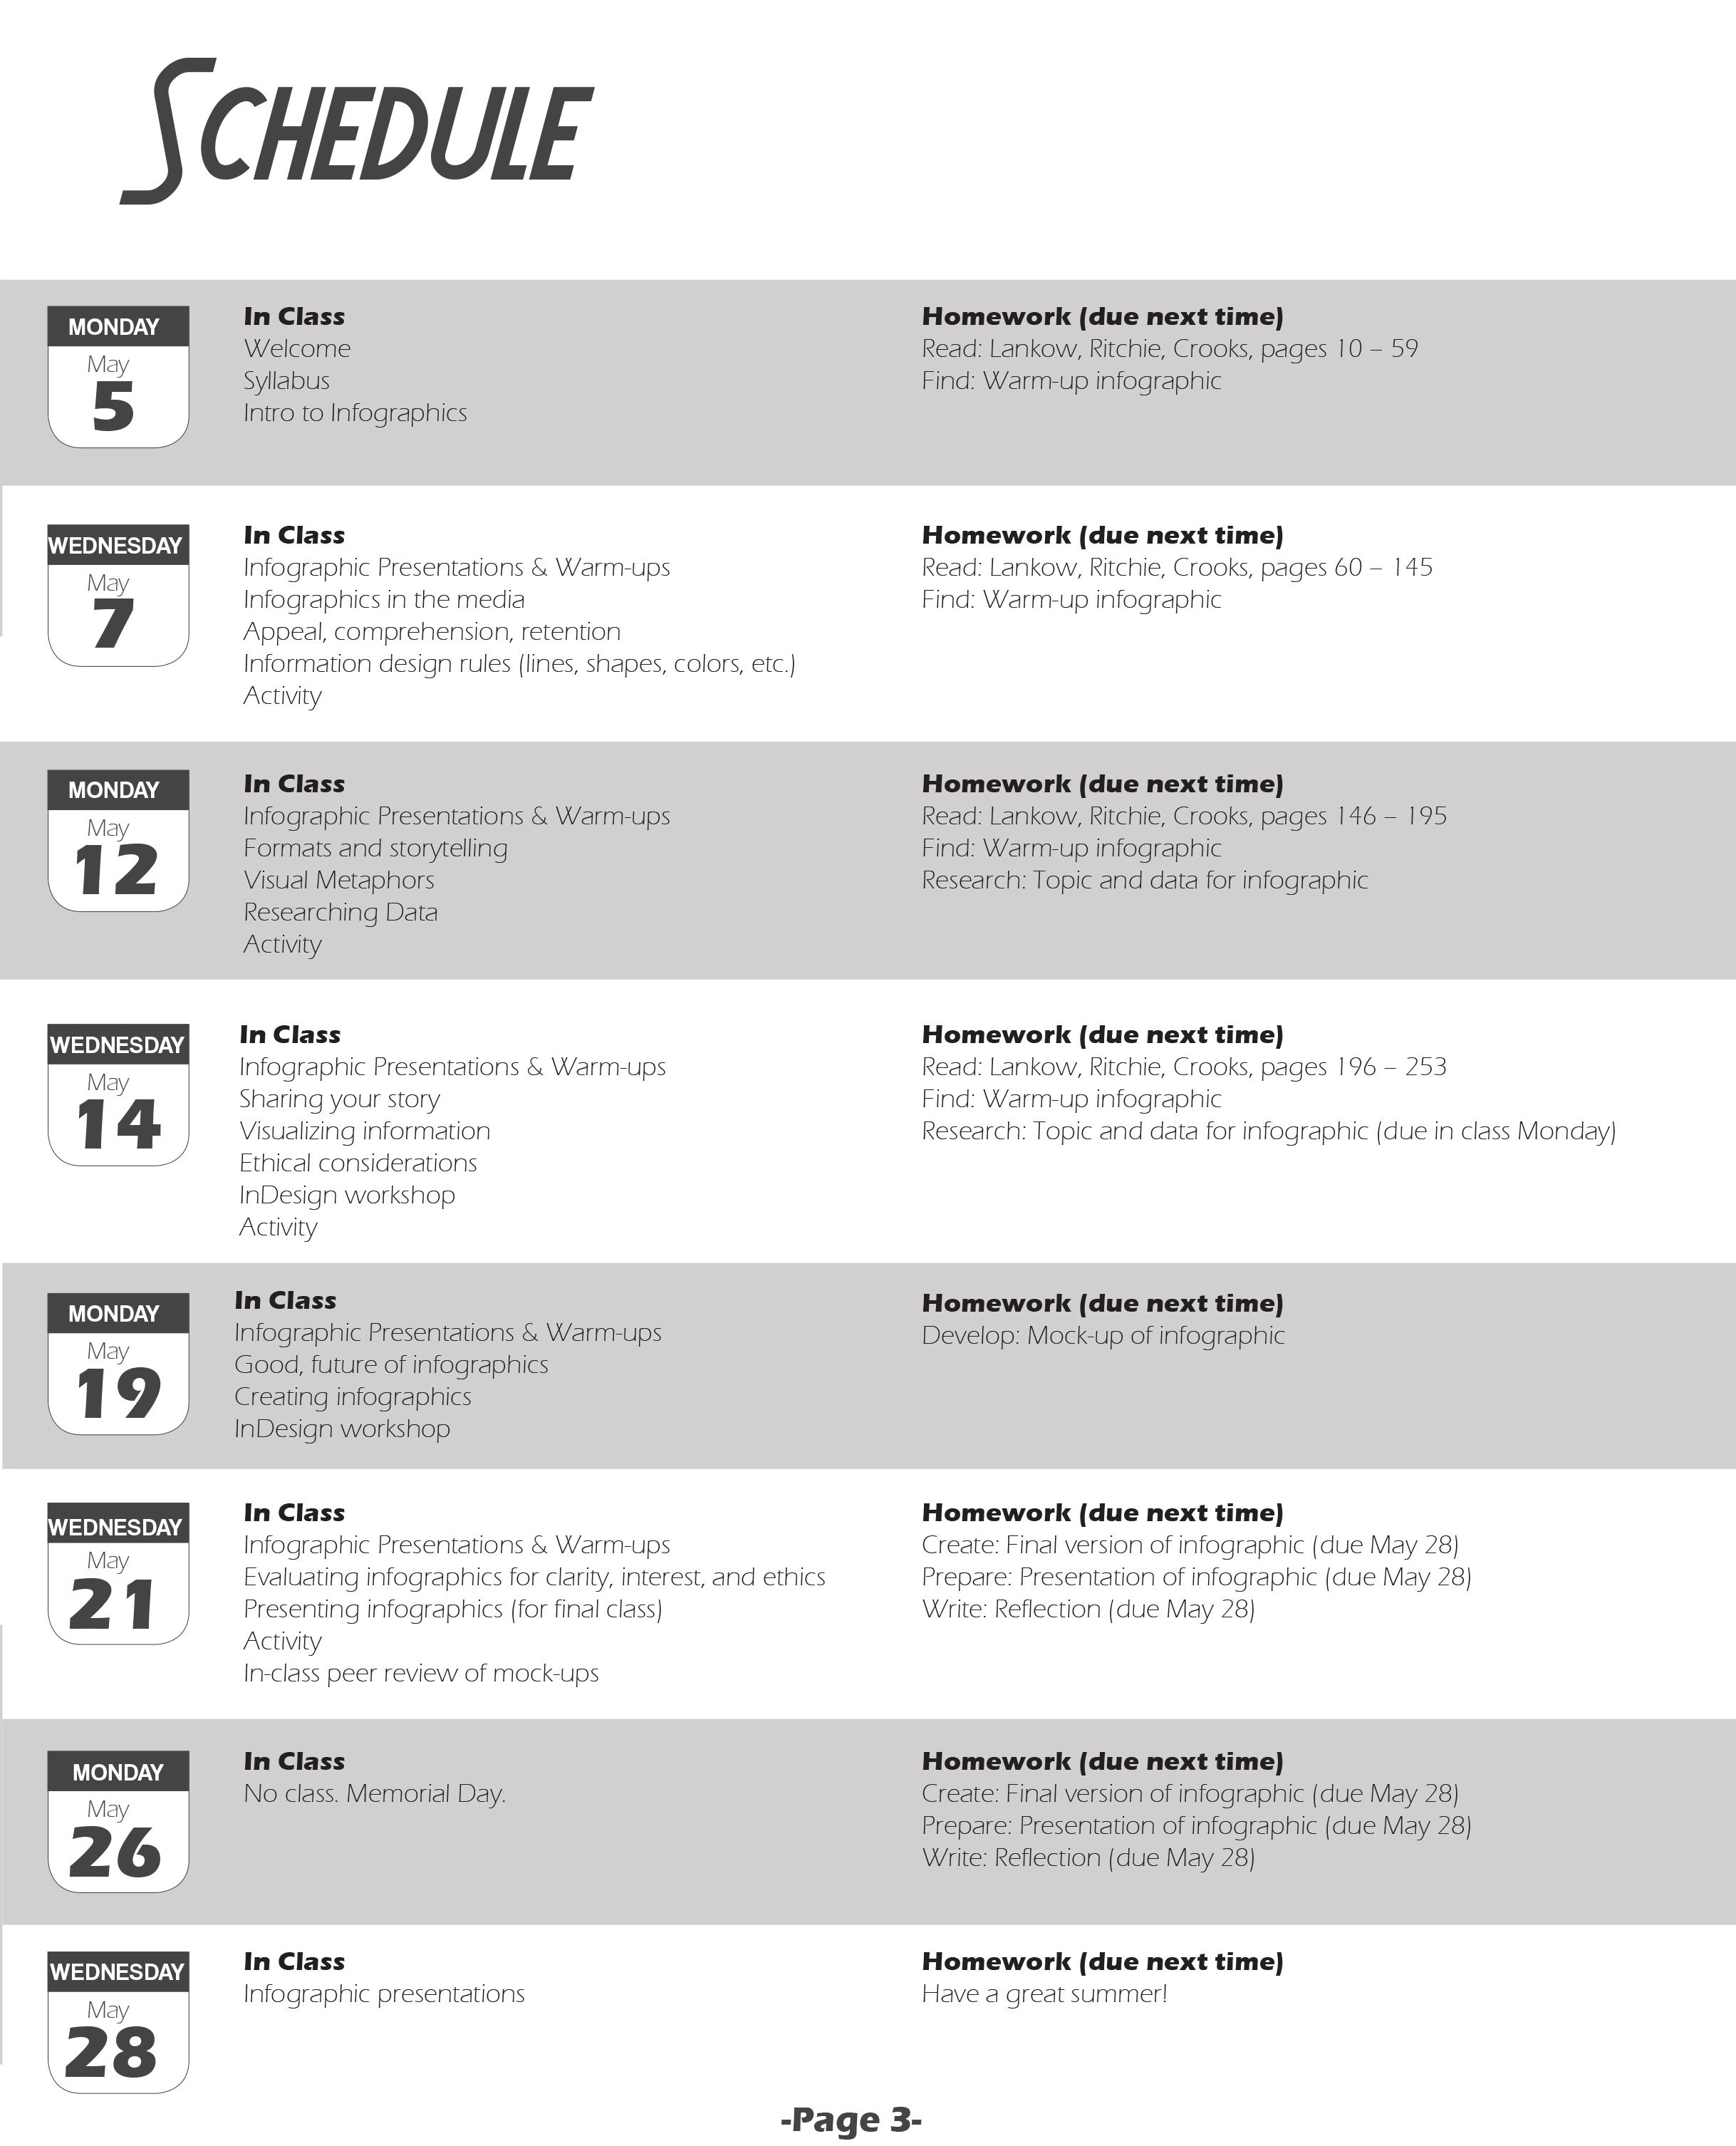 SCHEDULE
MONDAY
May
5
In Class
Welcome
Syllabus
Intro to Infographics
Homework (due next time)
Read: Lankow, Ritchie, Crooks, pages 10 – 59
Find: Warm-up infographic
WEDNESDAY
May
7
In Class
Infographic Presentations & Warm-ups
Infographics in the media
Appeal, comprehension, retention
Information design rules (lines, shapes, colors, etc.)
Activity
Homework (due next time)
Read: Lankow, Ritchie, Crooks, pages 60 – 145
Find: Warm-up infographic
MONDAY
May
12
In Class
Infographic Presentations & Warm-ups
Formats and storytelling
Visual Metaphors
Researching Data
Activity
Homework (due next time)
Read: Lankow, Ritchie, Crooks, pages 146 – 195
Find: Warm-up infographic
Research: Topic and data for infographic
WEDNESDAY
May
14
In Class
Infographic Presentations & Warm-ups
Sharing your story
Visualizing information
Ethical considerations
InDesign workshop
Activity
Homework (due next time)
Read: Lankow, Ritchie, Crooks, pages 196 – 253
Find: Warm-up infographic
Research: Topic and data for infographic (due in class Monday)
MONDAY
May
19
In Class
Infographic Presentations & Warm-ups
Good, future of infographics
Creating infographics
InDesign workshop
Homework (due next time)
Develop: Mock-up of infographic
WEDNESDAY
May
21
In Class
Infographic Presentations & Warm-ups
Evaluating infographics for clarity, interest, and ethics
Presenting infographics (for final class)
Activity
In-class peer review of mock-ups
Homework (due next time)
Create: Final version of infographic (due May 28)
Prepare: Presentation of infographic (due May 28)
Write: Reflection (due May 28)
MONDAY
May
26
In Class
No class. Memorial Day.
Homework (due next time)
Create: Final version of infographic (due May 28)
Prepare: Presentation of infographic (due May 28)
Write: Reflection (due May 28)
WEDNESDAY
May
28
In Class
Infographic presentations
Homework (due next time)
Have a great summer!
-Page 3-